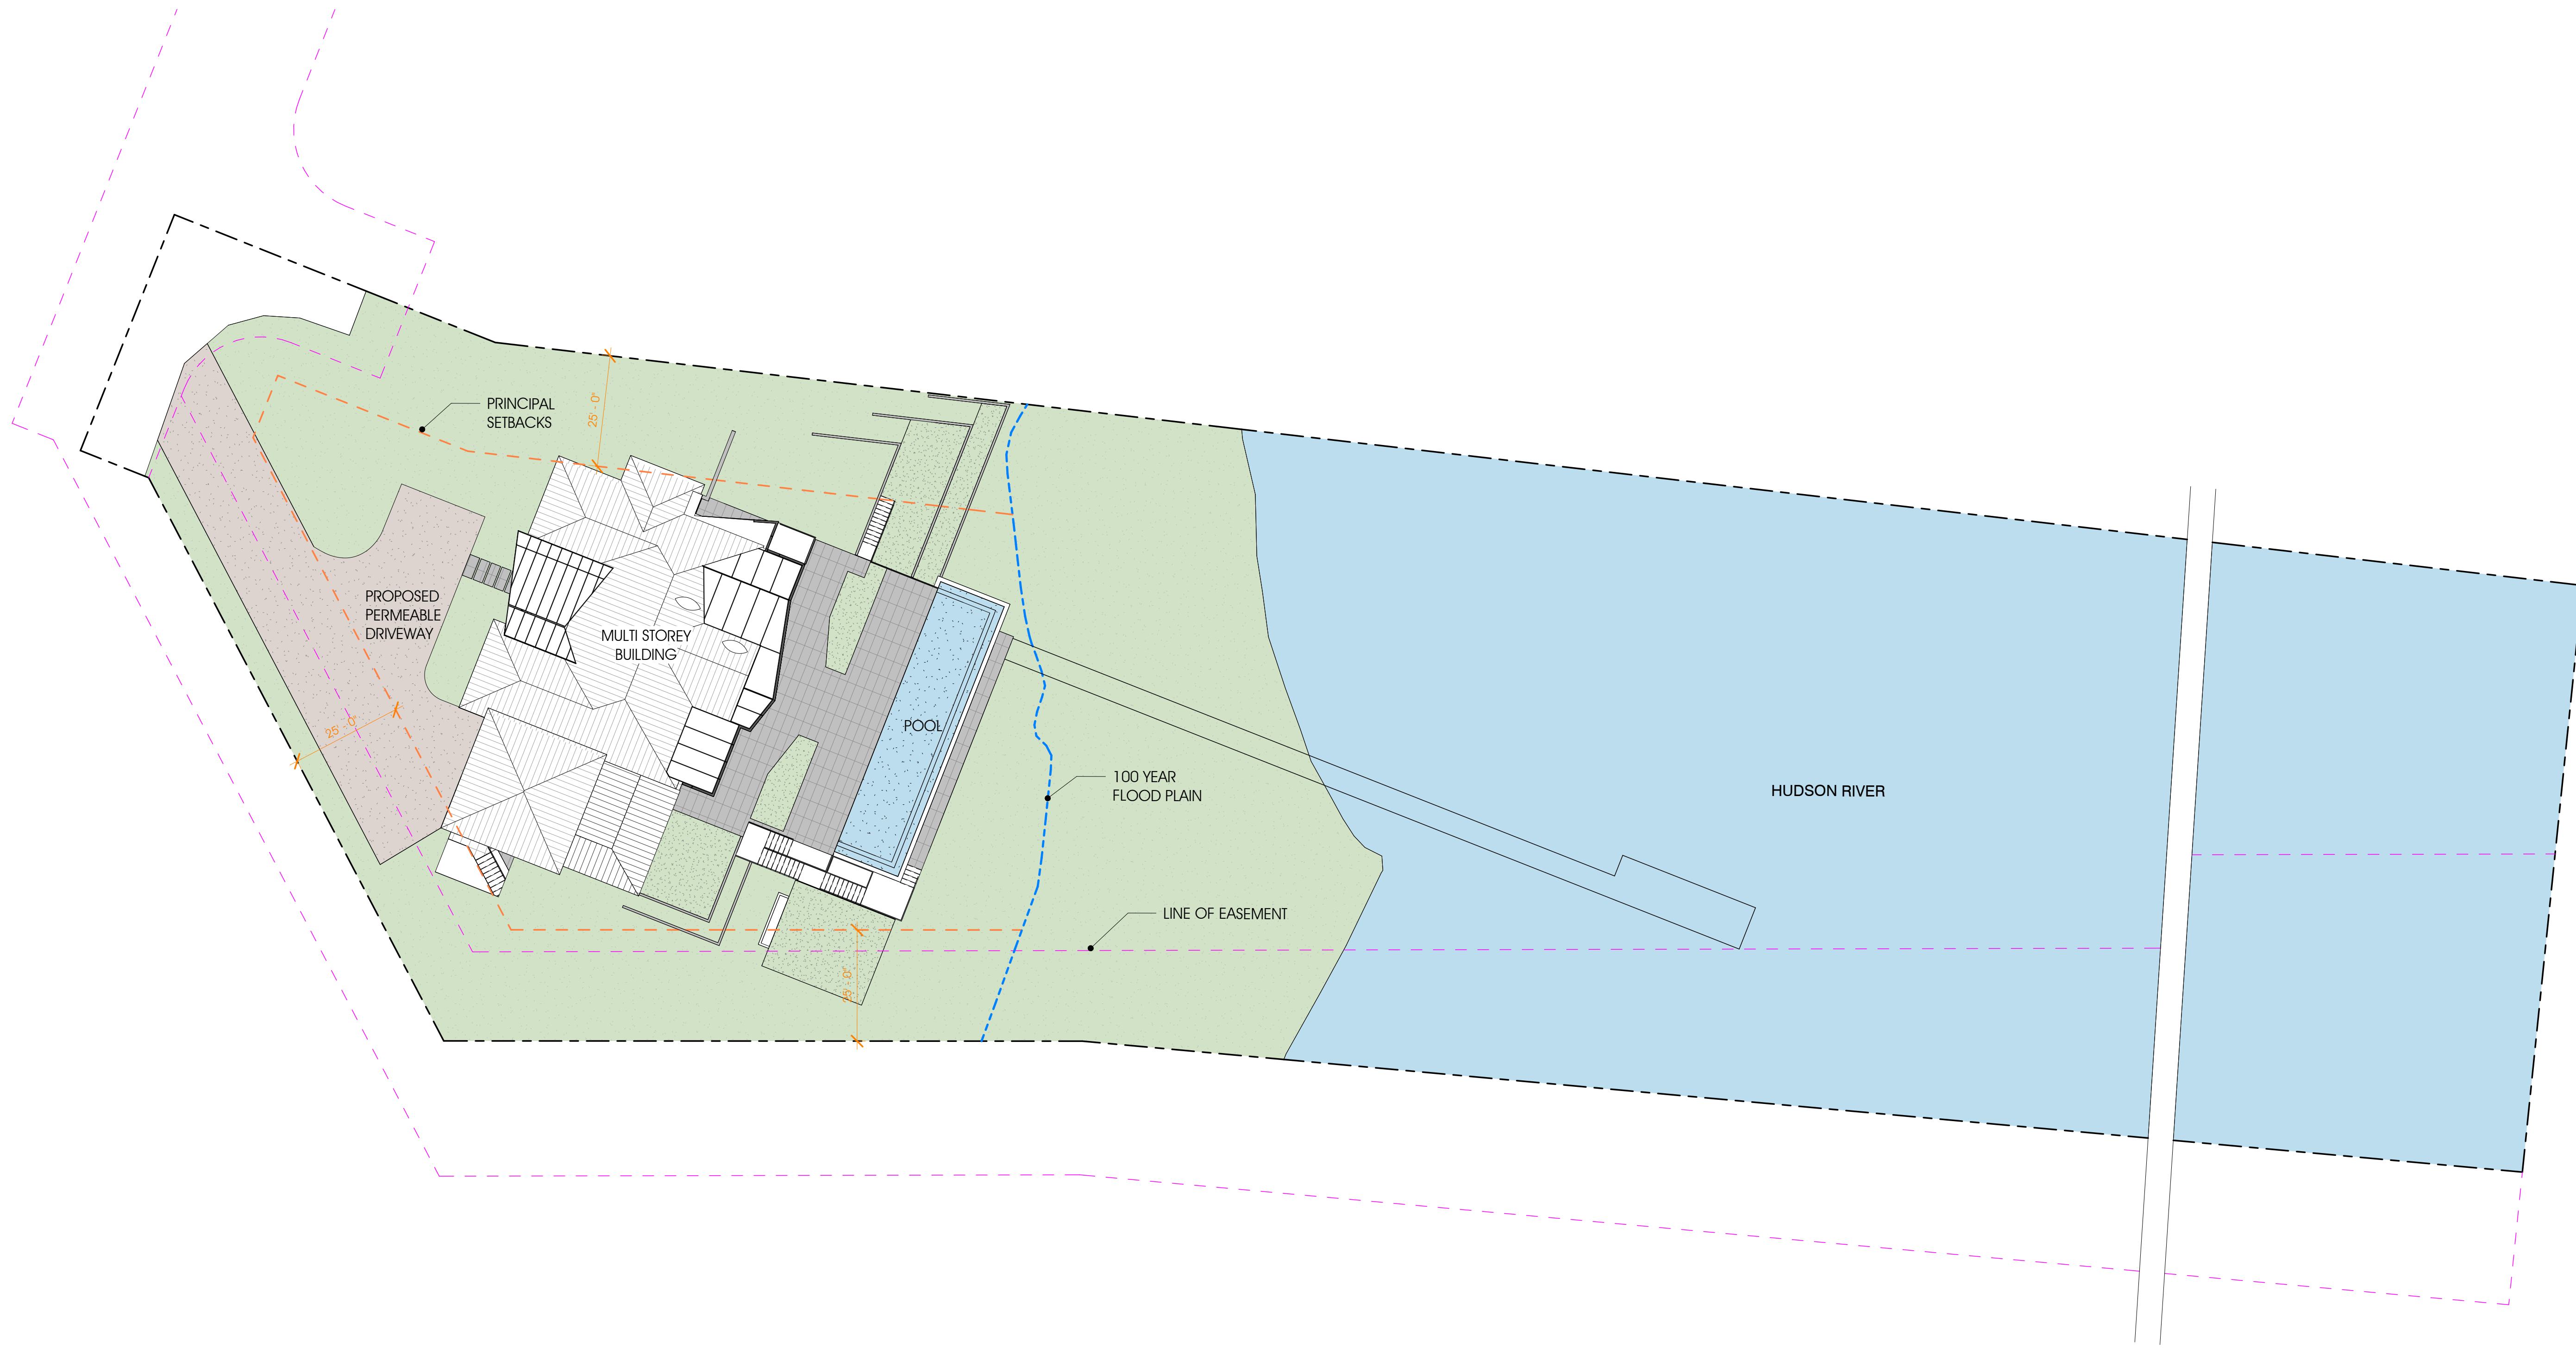 25' - 0"
PRINCIPAL
SETBACKS
PROPOSED
PERMEABLE
DRIVEWAY
MULTI STOREY
BUILDING
25' - 0"
POOL
100 YEAR
FLOOD PLAIN
HUDSON RIVER
LINE OF EASEMENT
25' - 0"